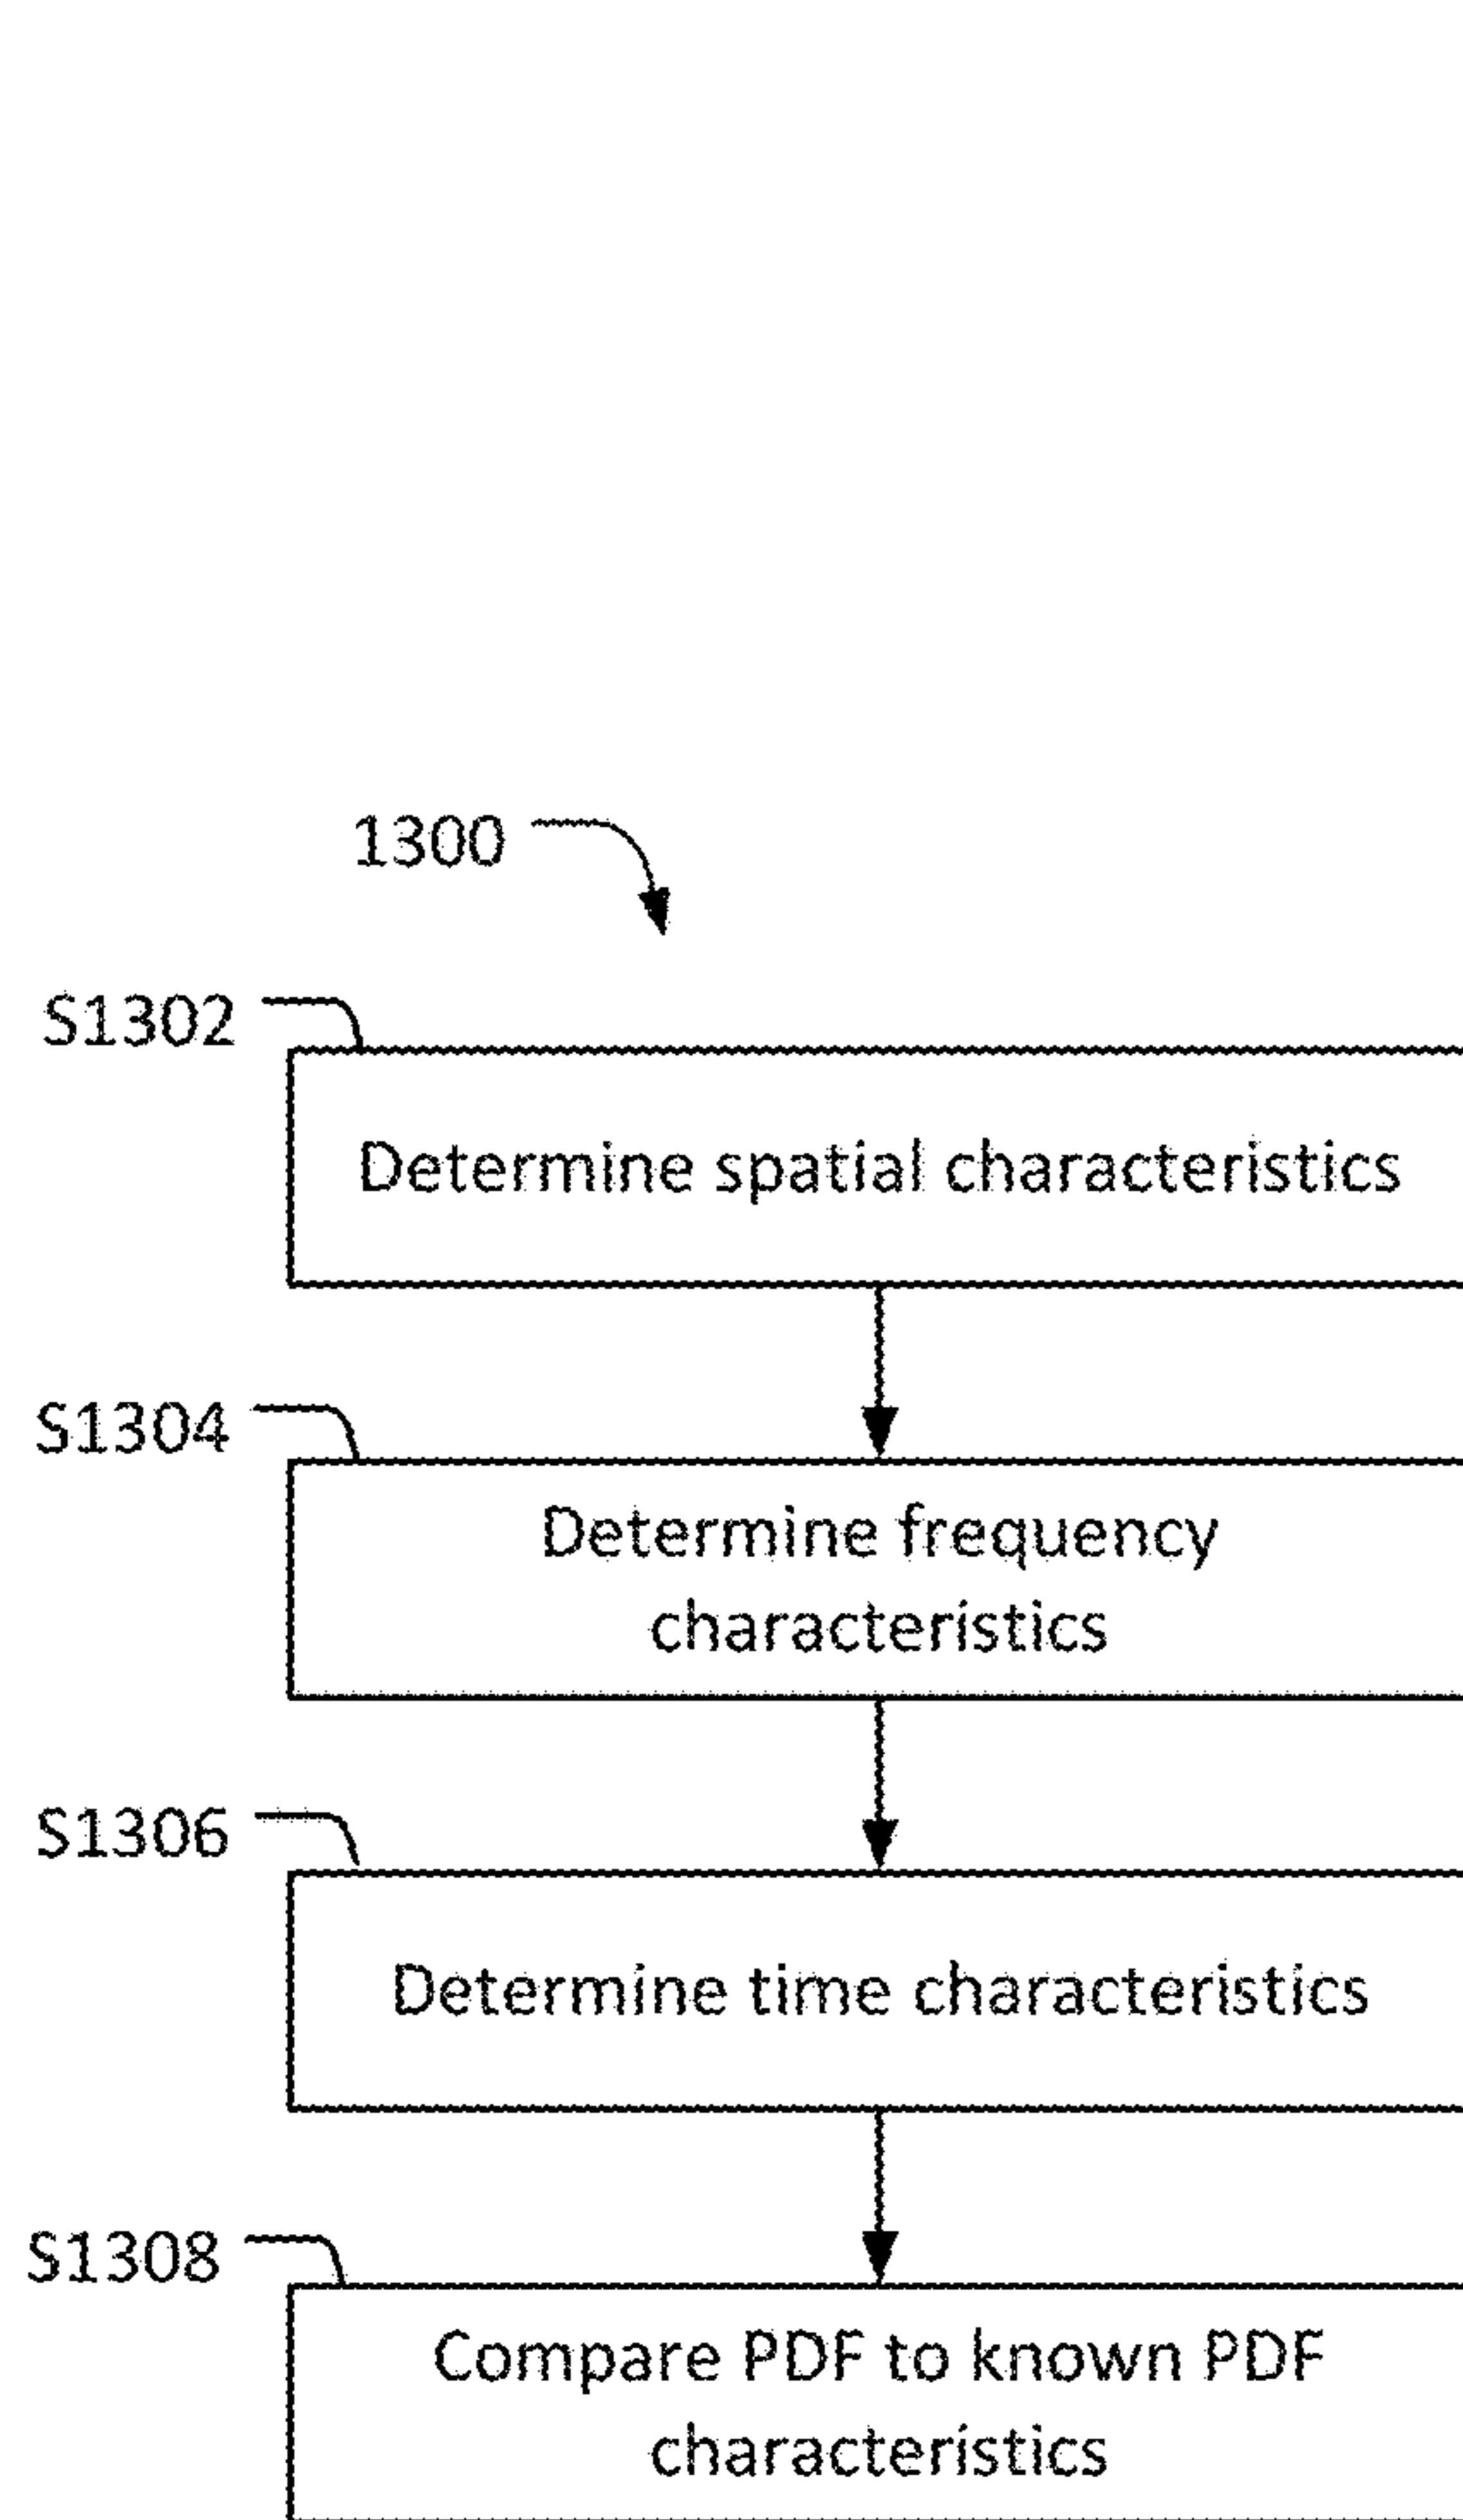 1300
S1302
Determine spatial characteristics
S1304
Determine frequency
characteristics
S1306
Determine time characteristics
S1308
Compare PDF to known PDF
characteristics